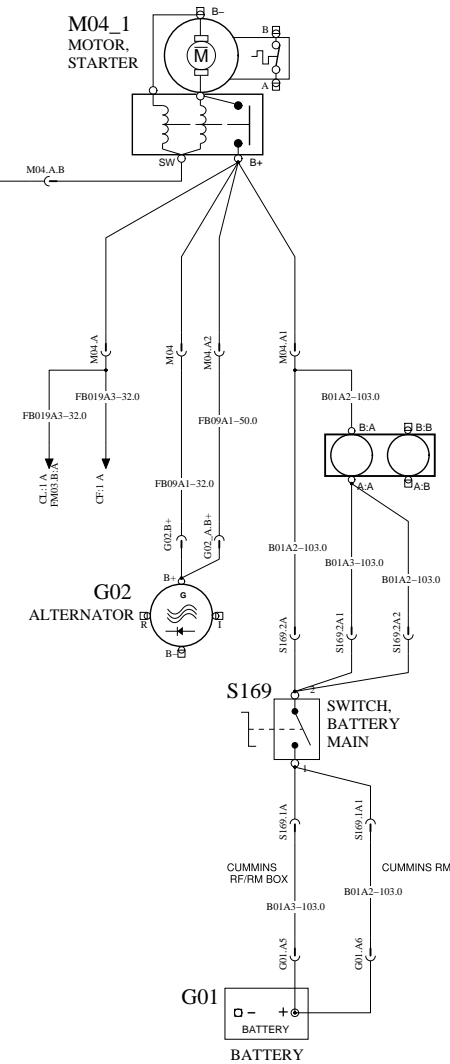 M04_1
MOTOR,
STARTER
B−
M
B
A
SW
B+
M04.A.B
M04.A
M04
M04.A2
M04.A1
FB019A3−32.0
FB019A3−32.0
B01A2−103.0
FB09A1−50.0
B:A
B:B
A:A
A:B
CL:1 A
FM03.B:A
CF:1 A
FB09A1−32.0
G02.B+
G02_A.B+
B01A2−103.0
B01A3−103.0
B01A2−103.0
G02
ALTERNATOR
B+
G
R
I
B−
S169.2A
S169.2A1
S169.2A2
S169
2
SWITCH,
BATTERY
MAIN
1
S169.1A
S169.1A1
CUMMINS
RF/RM BOX
CUMMINS RM
B01A2−103.0
B01A3−103.0
G01.A5
G01.A6
G01
− +
BATTERY
BATTERY